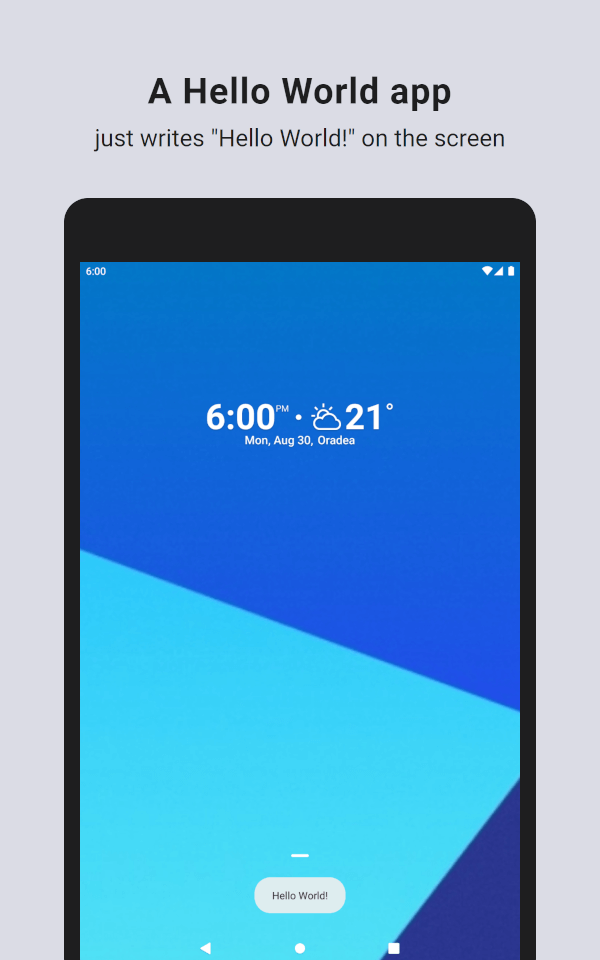 A Hello World app
just writes "Hello World!" on the screen
6:00
6:00 PM · 21°
Mon, Aug 30, Oradea
Hello World!